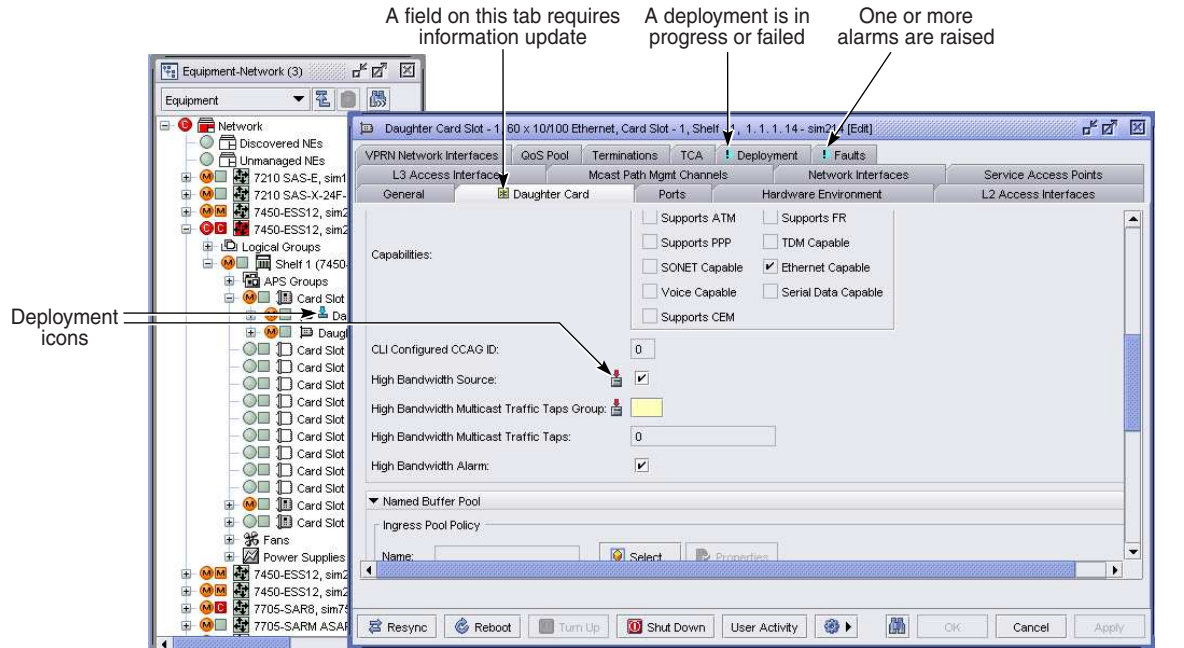 A field on this tab requires
information update
A deployment is in
progress or failed
One or more
alarms are raised
Deployment
icons
Equipment-Network (3)
Equipment
Network
Discovered NEs
Unmanaged NEs
7210 SAS-E, sim1
7210 SAS-X-24F-
7450-ESS12, sim2
7450-ESS12, sim2
Logical Groups
Shelf 1 (7450-
APS Groups
Card Slot
Da
Daugl
Card Slot
Card Slot
Card Slot
Card Slot
Card Slot
Card Slot
Card Slot
Card Slot
Card Slot
Card Slot
Card Slot
Fans
Power Supplies
7450-ESS12, sim2
7450-ESS12, sim2
7705-SAR8, sim75
7705-SARM ASAF
Daughter Card Slot - 1, 60 x 10/100 Ethernet, Card Slot - 1, Shelf - 1, 1.1.1.14 - sim214 [Edit]
VPRN Network Interfaces QoS Pool Terminations TCA ! Deployment ! Faults
L3 Access Interfaces Mcast Path Mgmt Channels Network Interfaces Service Access Points
General Daughter Card Ports Hardware Environment L2 Access Interfaces
Capabilities:
Supports ATM Supports FR
Supports PPP TDM Capable
SONET Capable Ethernet Capable
Voice Capable Serial Data Capable
Supports CEM
CLI Configured CCAG ID: 0
High Bandwidth Source:
High Bandwidth Multicast Traffic Taps Group:
High Bandwidth Multicast Traffic Taps: 0
High Bandwidth Alarm:
Named Buffer Pool
Ingress Pool Policy
Name: Select Properties
Resync Reboot Turn Up Shut Down User Activity OK Cancel Apply